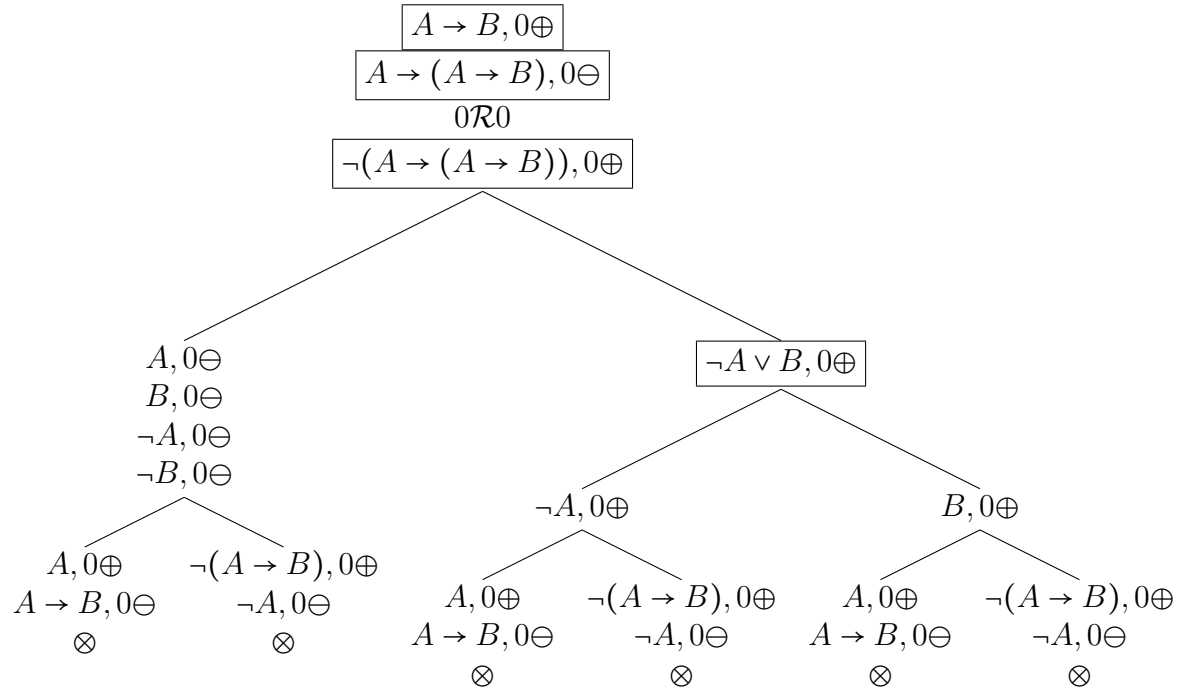 A → B, 0⊕
A → (A → B), 0⊖
0ℛ0
¬(A → (A → B)), 0⊕
A, 0⊖
B, 0⊖
¬A, 0⊖
¬B, 0⊖
¬A ∨ B, 0⊕
¬A, 0⊕
B, 0⊕
A, 0⊕
A → B, 0⊖
⊗
¬(A → B), 0⊕
¬A, 0⊖
⊗
A, 0⊕
A → B, 0⊖
⊗
¬(A → B), 0⊕
¬A, 0⊖
⊗
A, 0⊕
A → B, 0⊖
⊗
¬(A → B), 0⊕
¬A, 0⊖
⊗